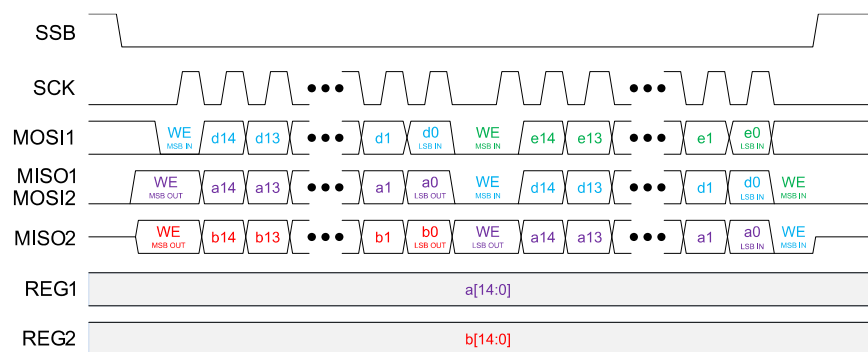 SSB
SCK
MOSI1 WE d14 d13 ••• d1 d0 WE e14 e13 ••• e1 e0
MSB IN LSB IN MSB IN LSB IN
MISO1 MOSI2 WE a14 a13 ••• a1 a0 WE d14 d13 ••• d1 d0 WE
MSB OUT LSB OUT MSB IN LSB IN MSB IN
MISO2 WE b14 b13 ••• b1 b0 WE a14 a13 ••• a1 a0 WE
MSB OUT LSB OUT LSB OUT LSB IN MSB IN
REG1 a[14:0]
REG2 b[14:0]